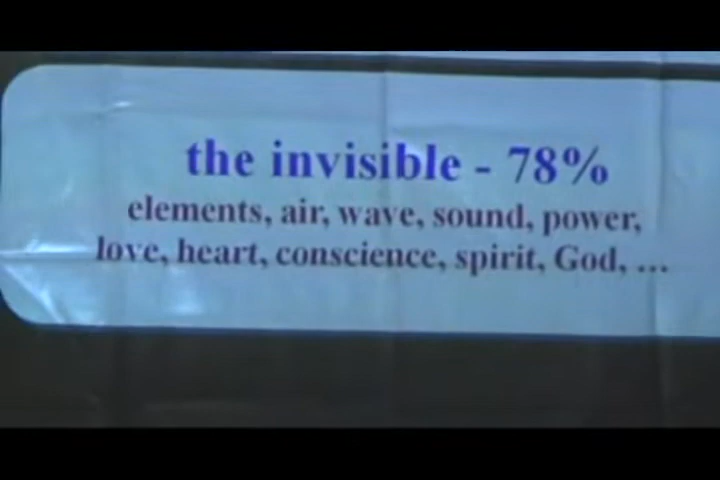 the invisible - 78%
elements, air, wave, sound, power,
love, heart, conscience, spirit, God, ...